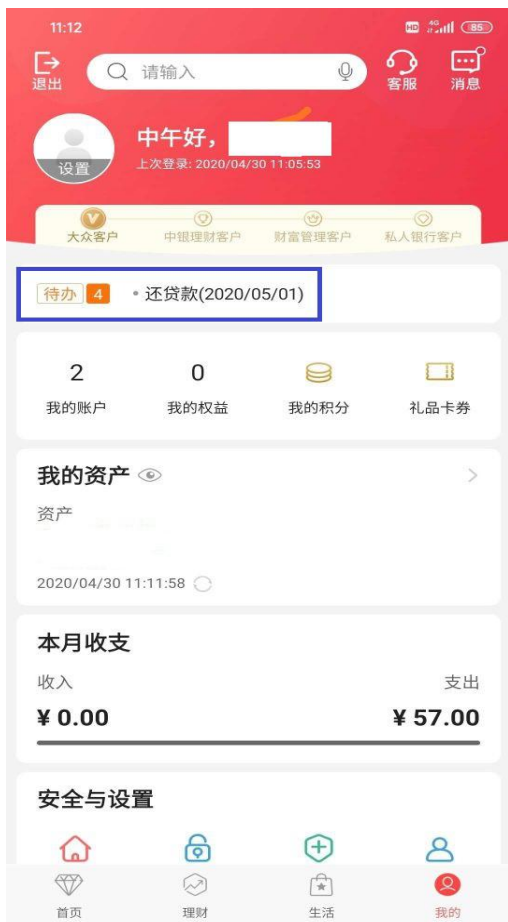 11:12 HD 4G 85
退出 请输入 客服 消息
中午好，
设置 上次登录: 2020/04/30 11:05:53
大众客户 中银理财客户 财富管理客户 私人银行客户
待办 4 • 还贷款(2020/05/01)
2 0
我的账户 我的权益 我的积分 礼品卡券
我的资产
资产
2020/04/30 11:11:58
本月收支
收入 支出
¥ 0.00 ¥ 57.00
安全与设置
首页 理财 生活 我的